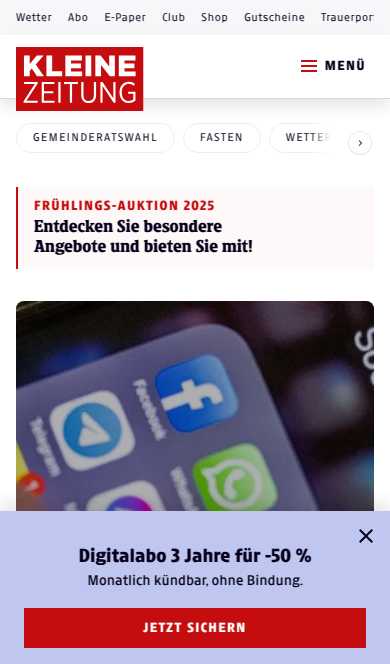 Wetter Abo E-Paper Club Shop Gutscheine Trauerpor
KLEINE
ZEITUNG
MENÜ
GEMEINDERATSWAHL FASTEN WETTER
FRÜHLINGS-AUKTION 2025
Entdecken Sie besondere
Angebote und bieten Sie mit!
Facebook
Telegram
Digitalabo 3 Jahre für -50 %
Monatlich kündbar, ohne Bindung.
JETZT SICHERN